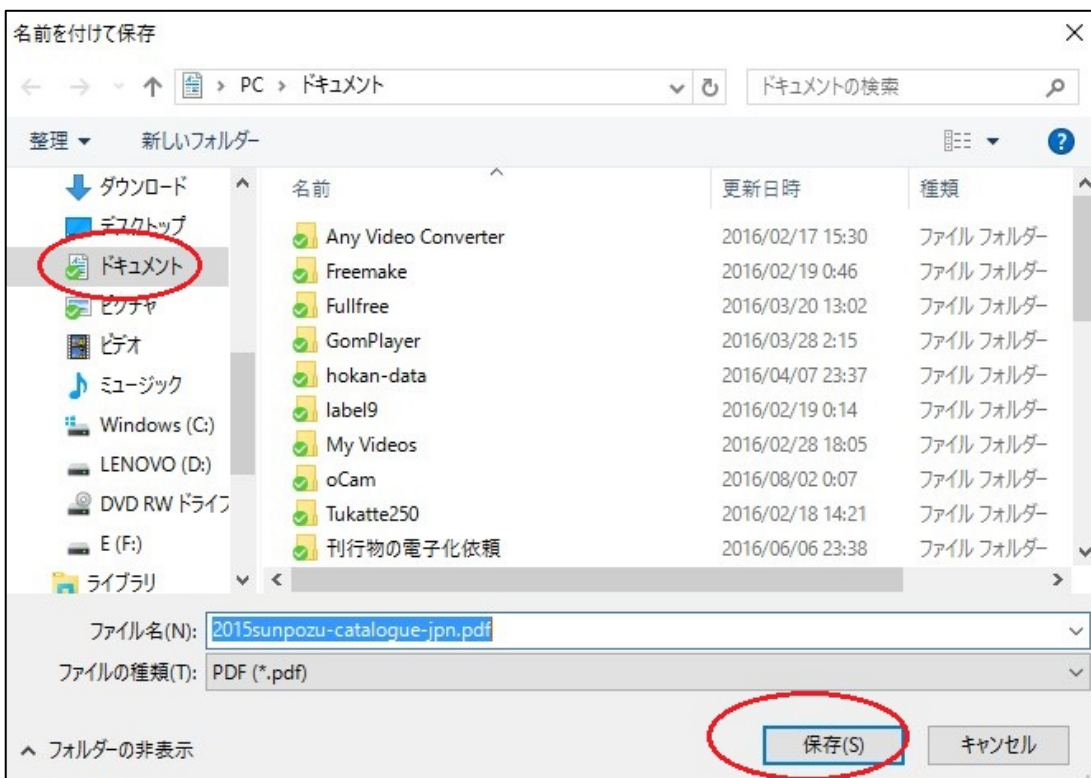 名前を付けて保存
PC › ドキュメント
ドキュメントの検索
整理 新しいフォルダー
名前 更新日時 種類
ダウンロード
デスクトップ
ドキュメント
ピクチャ
ビデオ
ミュージック
Windows (C:)
LENOVO (D:)
DVD RW ドライブ
E (F:)
ライブラリ
Any Video Converter 2016/02/17 15:30 ファイル フォルダー
Freemake 2016/02/19 0:46 ファイル フォルダー
Fullfree 2016/03/20 13:02 ファイル フォルダー
GomPlayer 2016/03/28 2:15 ファイル フォルダー
hokan-data 2016/04/07 23:37 ファイル フォルダー
label9 2016/02/19 0:14 ファイル フォルダー
My Videos 2016/02/28 18:05 ファイル フォルダー
oCam 2016/08/02 0:07 ファイル フォルダー
Tukatte250 2016/02/18 14:21 ファイル フォルダー
刊行物の電子化依頼 2016/06/06 23:38 ファイル フォルダー
ファイル名(N): 2015sunpozu-catalogue-jpn.pdf
ファイルの種類(T): PDF (*.pdf)
フォルダーの非表示 保存(S) キャンセル